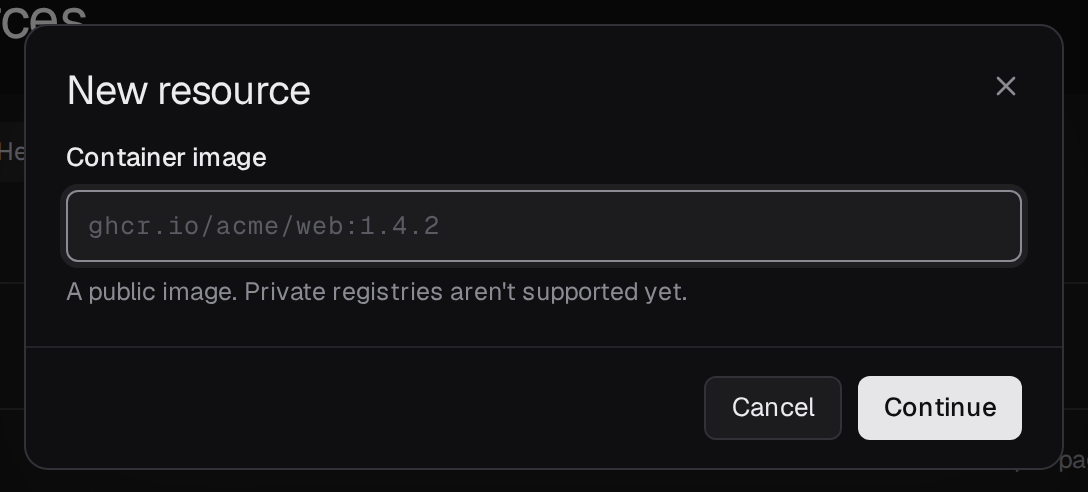 New resource
Container image
ghcr.io/acme/web:1.4.2
A public image. Private registries aren't supported yet.
Cancel
Continue